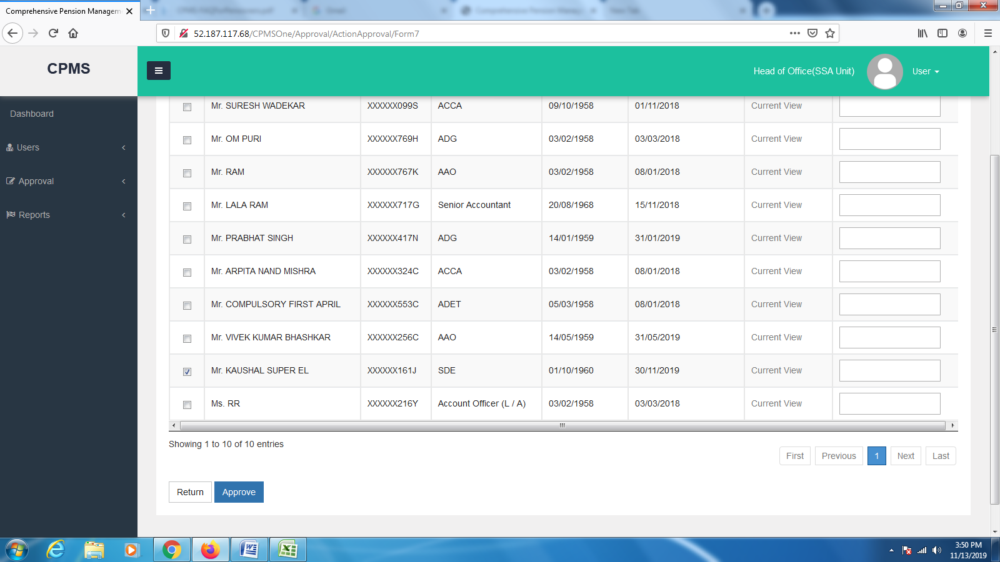 Comprehensive Pension Managem
52.187.117.68/CPMSOne/Approval/ActionApproval/Form7
CPMS
Head of Office(SSA Unit)
User
Dashboard
Users
Approval
Reports
Mr. SURESH WADEKAR XXXXXX099S ACCA 09/10/1958 01/11/2018 Current View
Mr. OM PURI XXXXXX769H ADG 03/02/1958 03/03/2018 Current View
Mr. RAM XXXXXX767K AAO 03/02/1958 08/01/2018 Current View
Mr. LALA RAM XXXXXX717G Senior Accountant 20/08/1968 15/11/2018 Current View
Mr. PRABHAT SINGH XXXXXX417N ADG 14/01/1959 31/01/2019 Current View
Mr. ARPITA NAND MISHRA XXXXXX324C ACCA 03/02/1958 08/01/2018 Current View
Mr. COMPULSORY FIRST APRIL XXXXXX553C ADET 05/03/1958 08/01/2018 Current View
Mr. VIVEK KUMAR BHASHKAR XXXXXX256C AAO 14/05/1959 31/05/2019 Current View
Mr. KAUSHAL SUPER EL XXXXXX161J SDE 01/10/1960 30/11/2019 Current View
Ms. RR XXXXXX216Y Account Officer (L / A) 03/02/1958 03/03/2018 Current View
Showing 1 to 10 of 10 entries
First Previous 1 Next Last
Return Approve
3:50 PM
11/13/2019